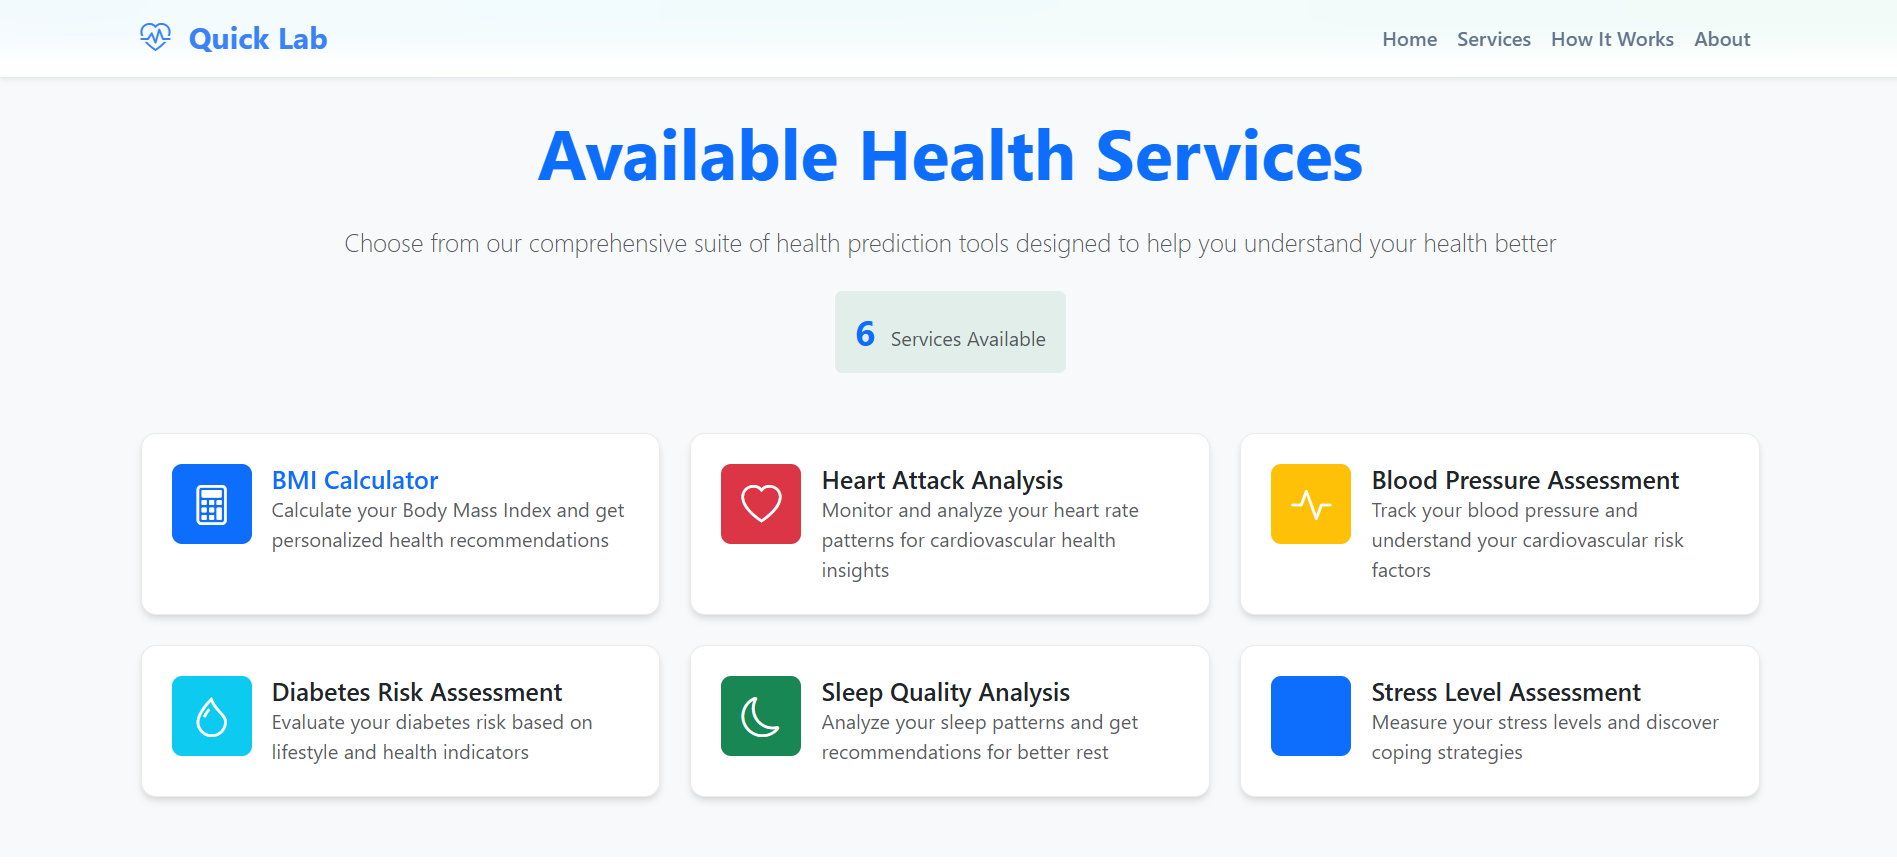 Quick Lab
Home Services How It Works About
Available Health Services
Choose from our comprehensive suite of health prediction tools designed to help you understand your health better
6 Services Available
BMI Calculator
Calculate your Body Mass Index and get
personalized health recommendations
Heart Attack Analysis
Monitor and analyze your heart rate
patterns for cardiovascular health
insights
Blood Pressure Assessment
Track your blood pressure and
understand your cardiovascular risk
factors
Diabetes Risk Assessment
Evaluate your diabetes risk based on
lifestyle and health indicators
Sleep Quality Analysis
Analyze your sleep patterns and get
recommendations for better rest
Stress Level Assessment
Measure your stress levels and discover
coping strategies